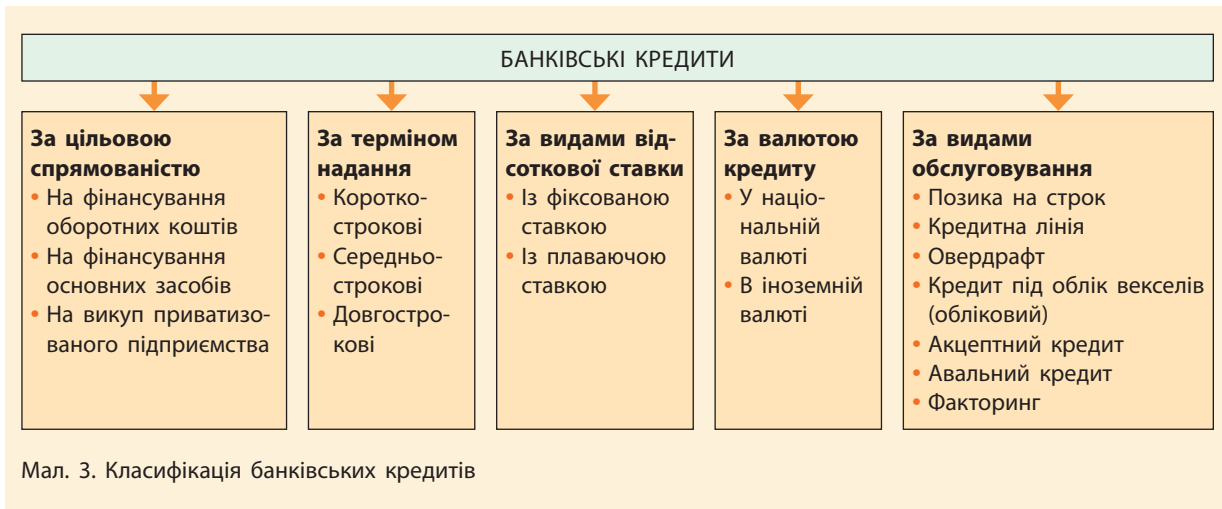 БАНКІВСЬКІ КРЕДИТИ
За цільовою
спрямованістю
• На фінансування
оборотних коштів
• На фінансування
основних засобів
• На викуп приватизо-
ваного підприємства
За терміном
надання
• Коротко-
строкові
• Середньо-
строкові
• Довгостро-
кові
За видами від-
соткової ставки
• Із фіксованою
ставкою
• Із плаваючою
ставкою
За валютою
кредиту
• У націо-
нальній
валюті
• В іноземній
валюті
За видами
обслуговування
• Позика на строк
• Кредитна лінія
• Овердрафт
• Кредит під облік векселів
(обліковий)
• Акцептний кредит
• Авальний кредит
• Факторинг
Мал. 3. Класифікація банківських кредитів